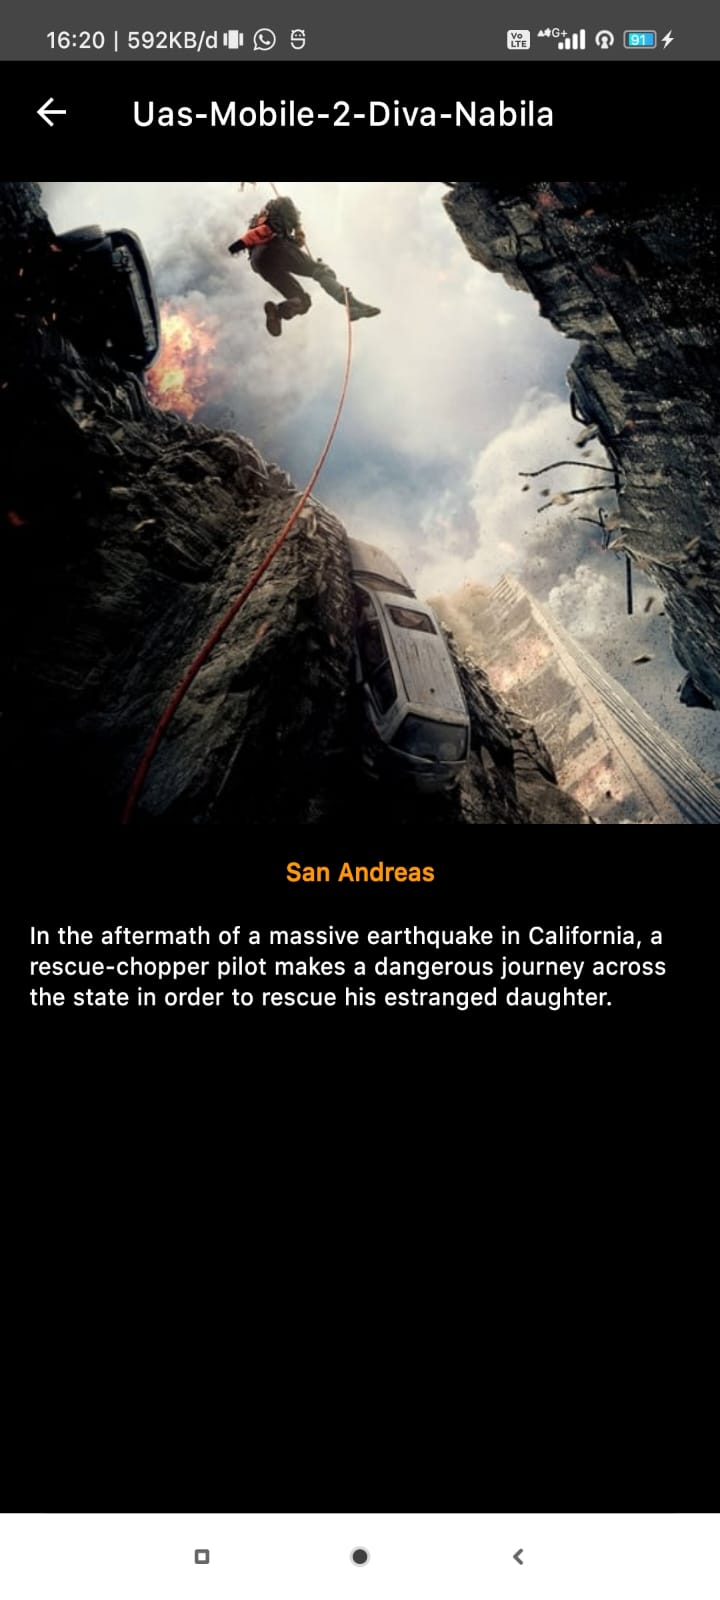 16:20 | 592KB/d
Vo LTE 4G+ 91
Uas-Mobile-2-Diva-Nabila
San Andreas
In the aftermath of a massive earthquake in California, a
rescue-chopper pilot makes a dangerous journey across
the state in order to rescue his estranged daughter.